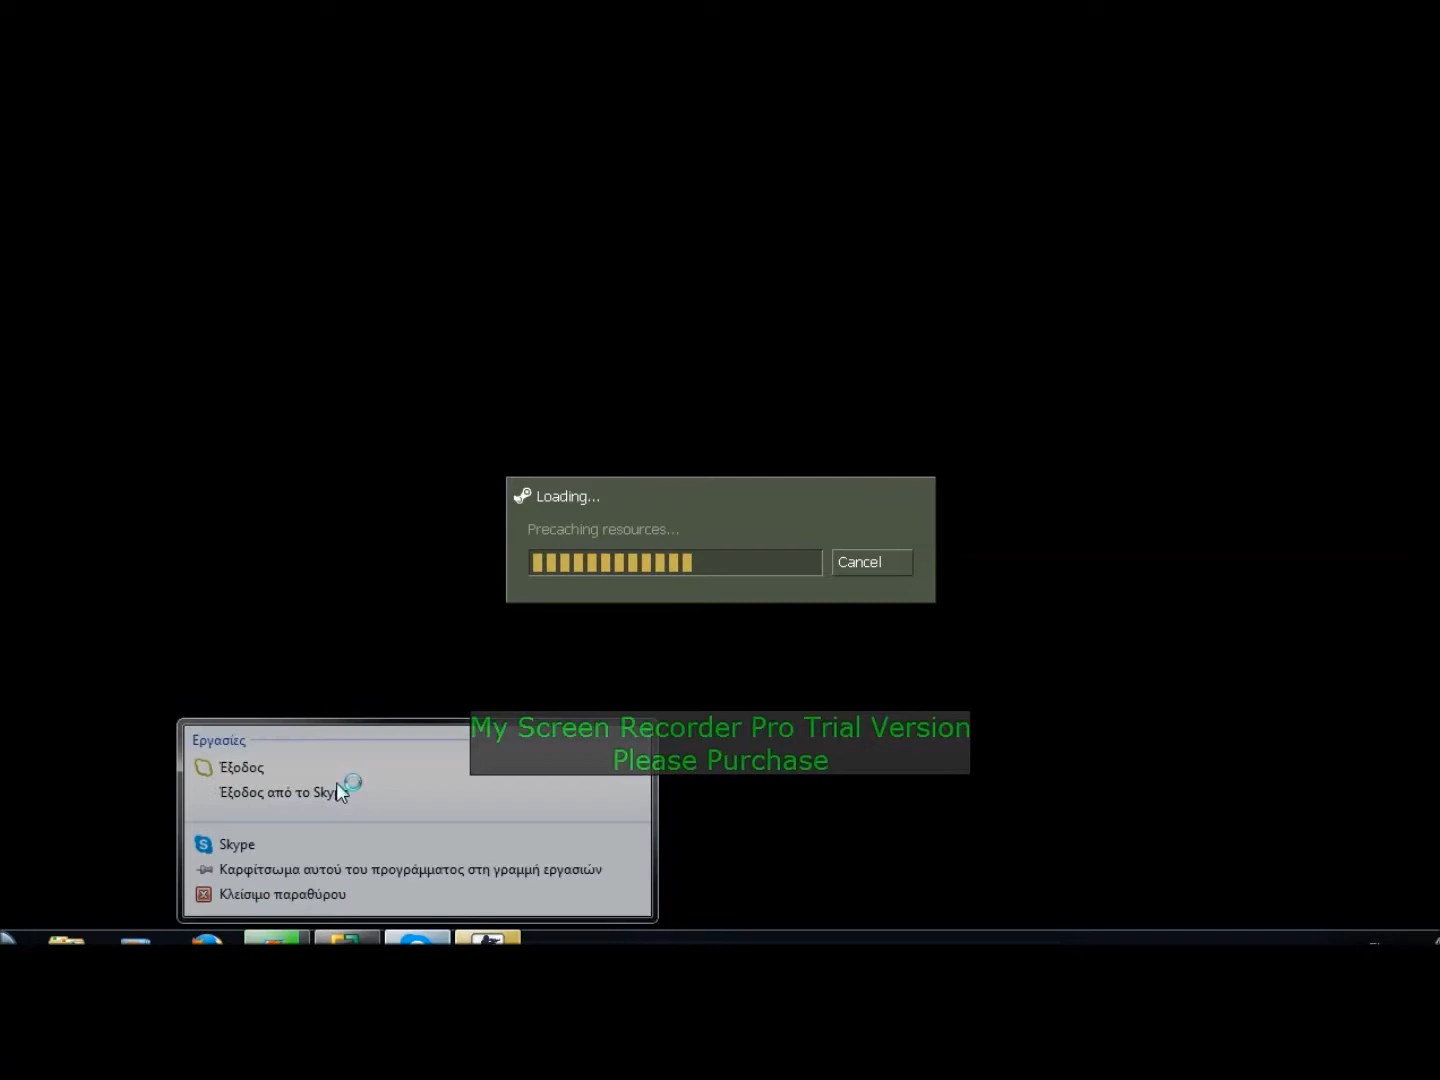 Loading...
Precaching resources...
Cancel
My Screen Recorder Pro Trial Version
Please Purchase
Εργασίες
Έξοδος
Έξοδος από το Skype
Skype
Καρφίτσωμα αυτού του προγράμματος στη γραμμή εργασιών
Κλείσιμο παραθύρου